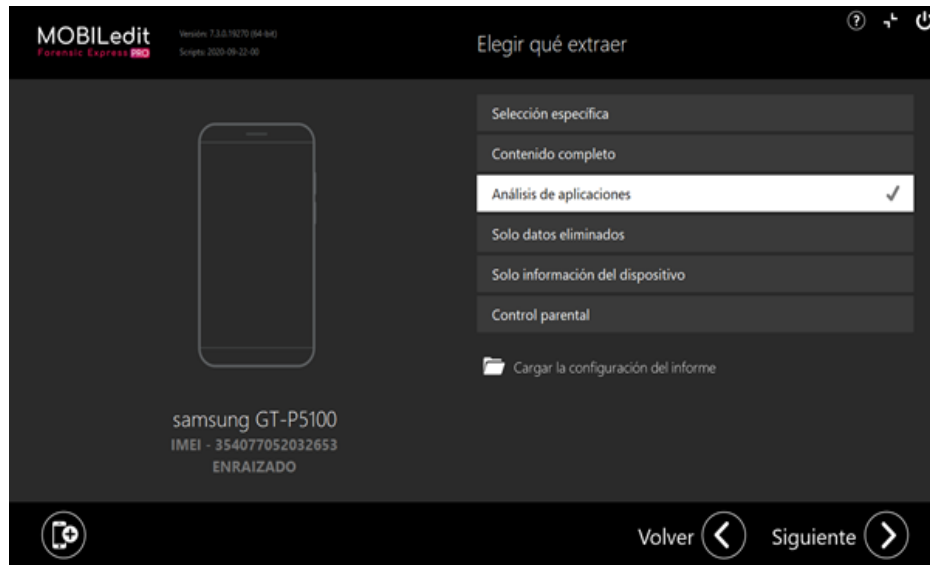 MOBILedit
Forensic Express PRO
Versión: 7.3.0.19270 (64-bit)
Scripts: 2020-09-22-00
Elegir qué extraer
Selección específica
Contenido completo
Análisis de aplicaciones
Solo datos eliminados
Solo información del dispositivo
Control parental
Cargar la configuración del informe
samsung GT-P5100
IMEI - 354077052032653
ENRAIZADO
Volver
Siguiente